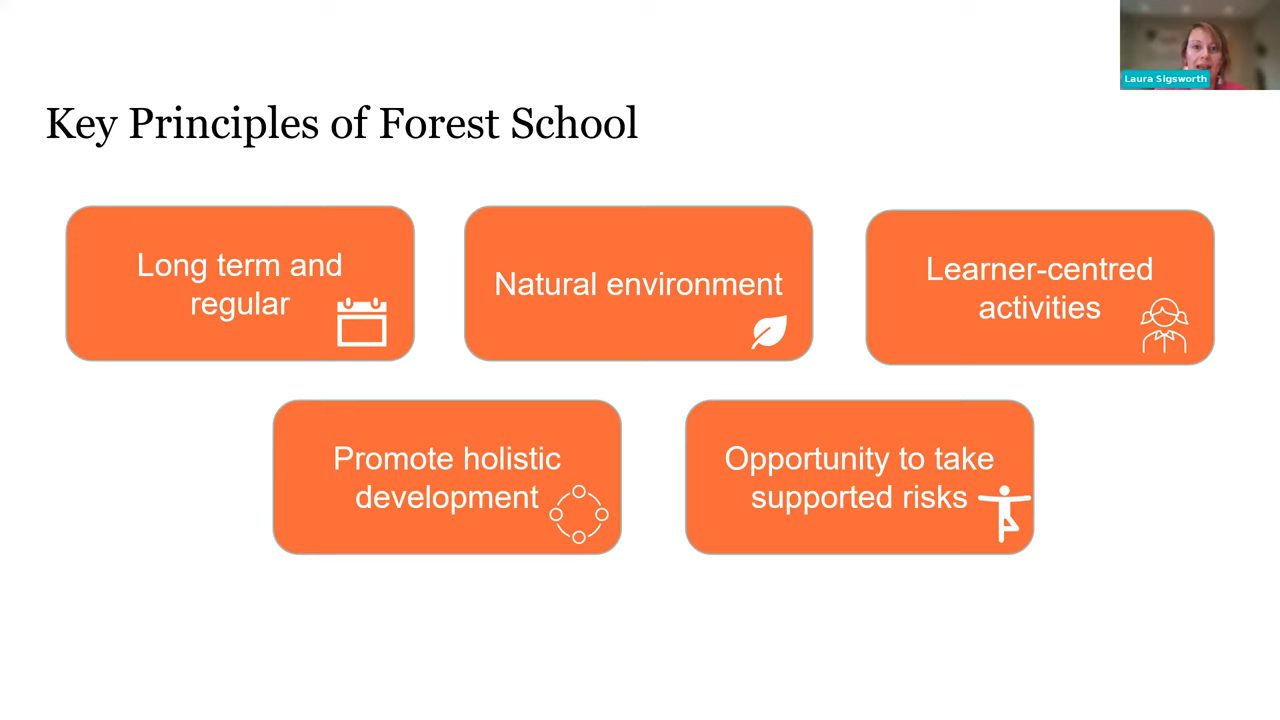 Laura Sigsworth
Key Principles of Forest School
Long term and
regular
Natural environment
Learner-centred
activities
Promote holistic
development
Opportunity to take
supported risks